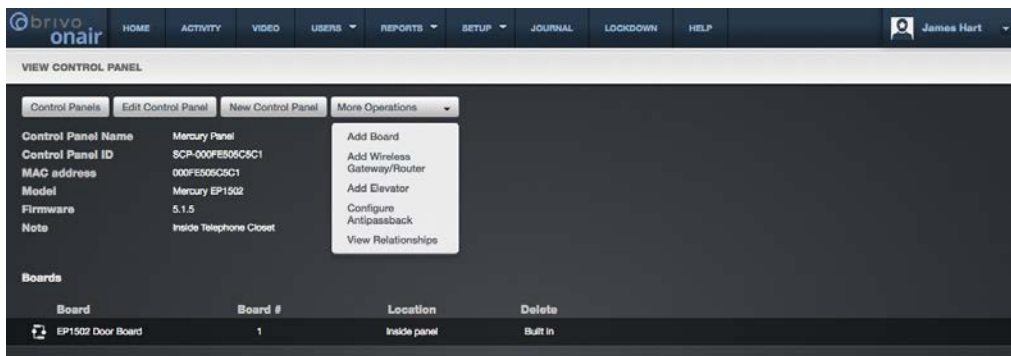 brivo
onair
HOME ACTIVITY VIDEO USERS REPORTS SETUP JOURNAL LOCKDOWN HELP James Hart
VIEW CONTROL PANEL
Control Panels Edit Control Panel New Control Panel More Operations
Control Panel Name Mercury Panel
Control Panel ID SCP-000FE505C5C1
MAC address 000FE505C5C1
Model Mercury EP1502
Firmware 5.1.5
Note Inside Telephone Closet
Add Board
Add Wireless
Gateway/Router
Add Elevator
Configure
Antipassback
View Relationships
Boards
Board Board # Location Delete
EP1502 Door Board 1 Inside panel Built in